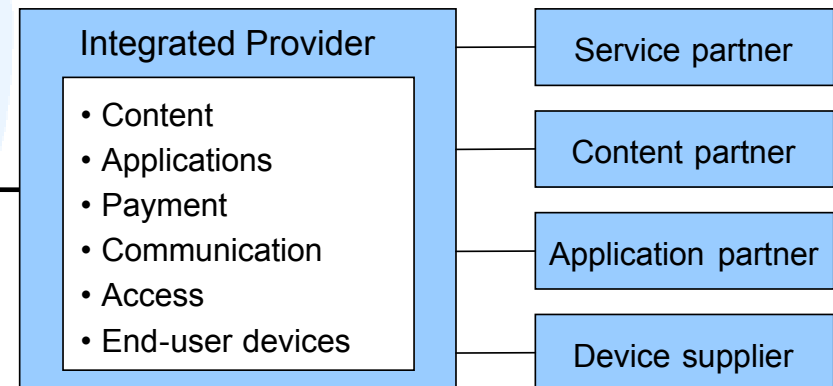 Integrated Provider
• Content
• Applications
• Payment
• Communication
• Access
• End-user devices
Service partner
Content partner
Application partner
Device supplier